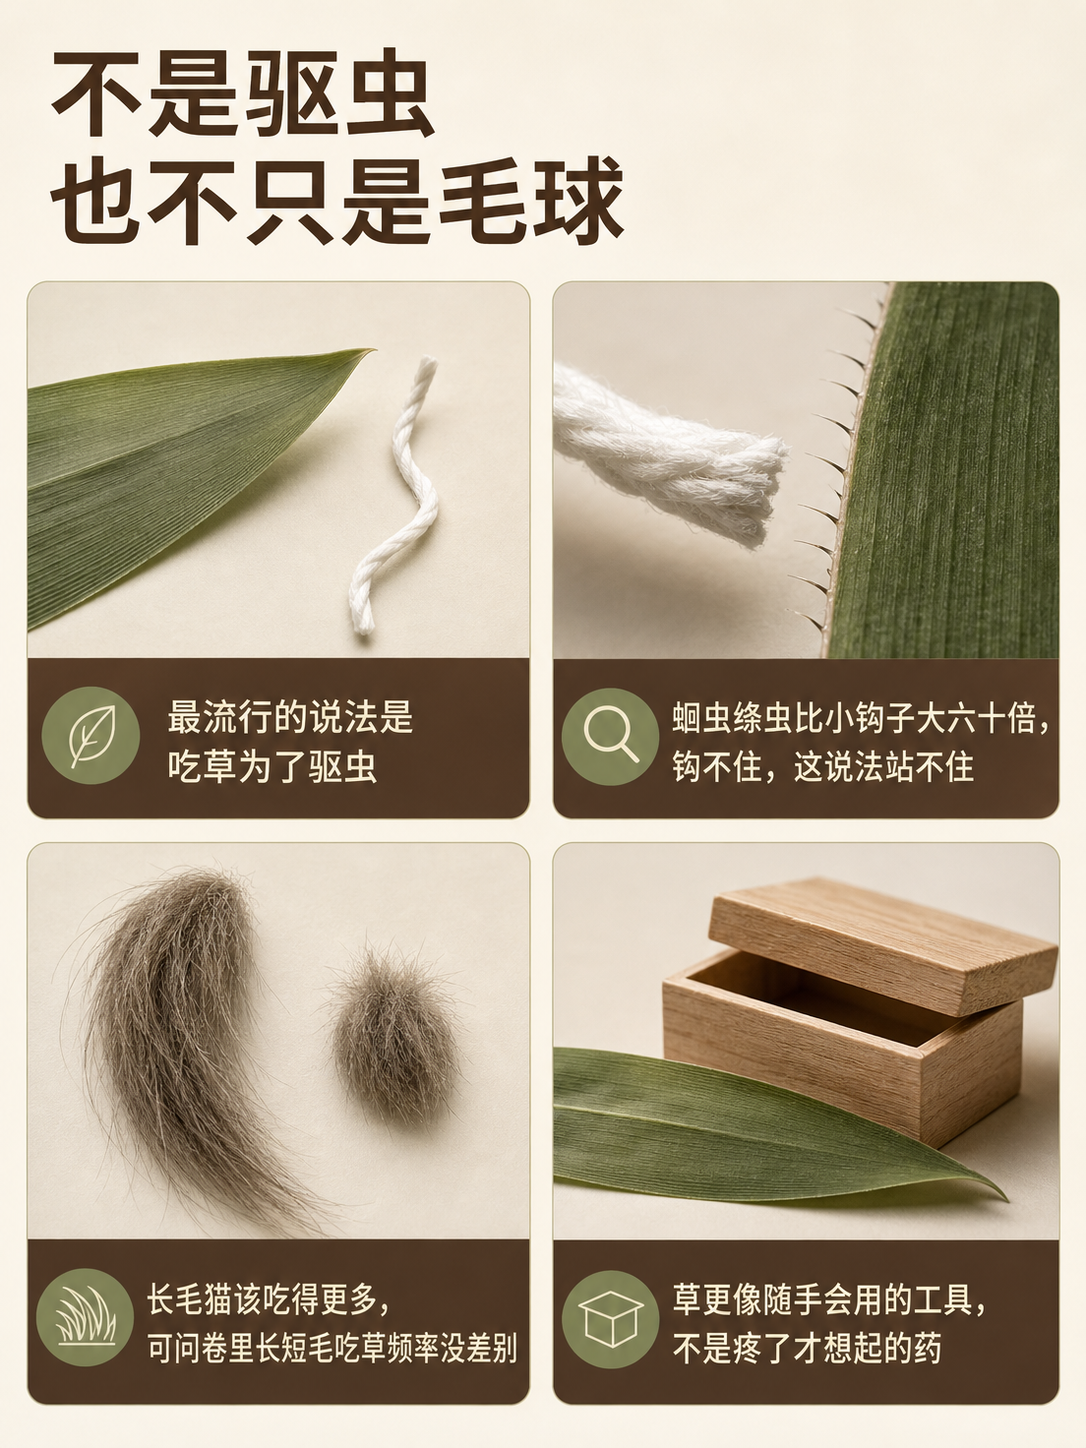 不是驱虫
也不只是毛球
最流行的说法是
吃草为了驱虫
蛔虫绦虫比小钩子大六十倍，
钩不住，这说法站不住
长毛猫该吃得更多，
可问卷里长短毛吃草频率没差别
草更像随手会用的工具，
不是疼了才想起的药